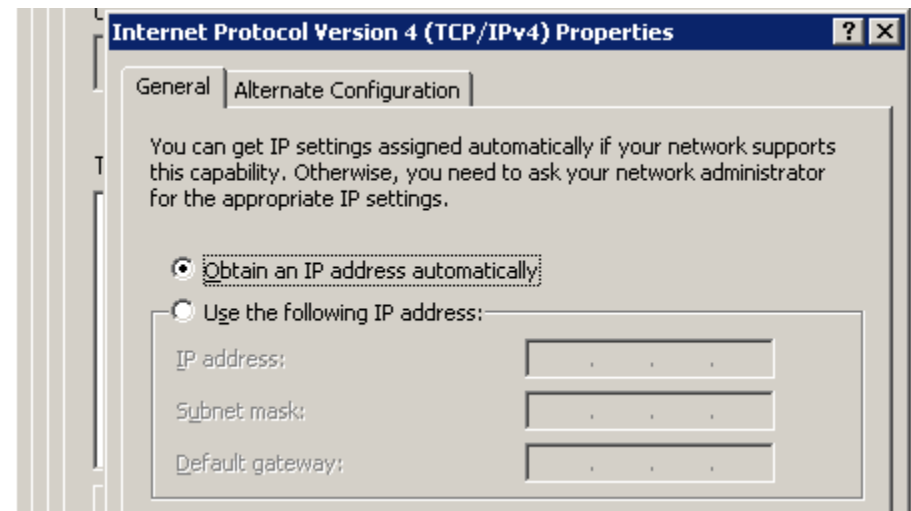 Internet Protocol Version 4 (TCP/IPv4) Properties
General
Alternate Configuration
You can get IP settings assigned automatically if your network supports
this capability. Otherwise, you need to ask your network administrator
for the appropriate IP settings.
Obtain an IP address automatically
Use the following IP address:
IP address:
Subnet mask:
Default gateway: